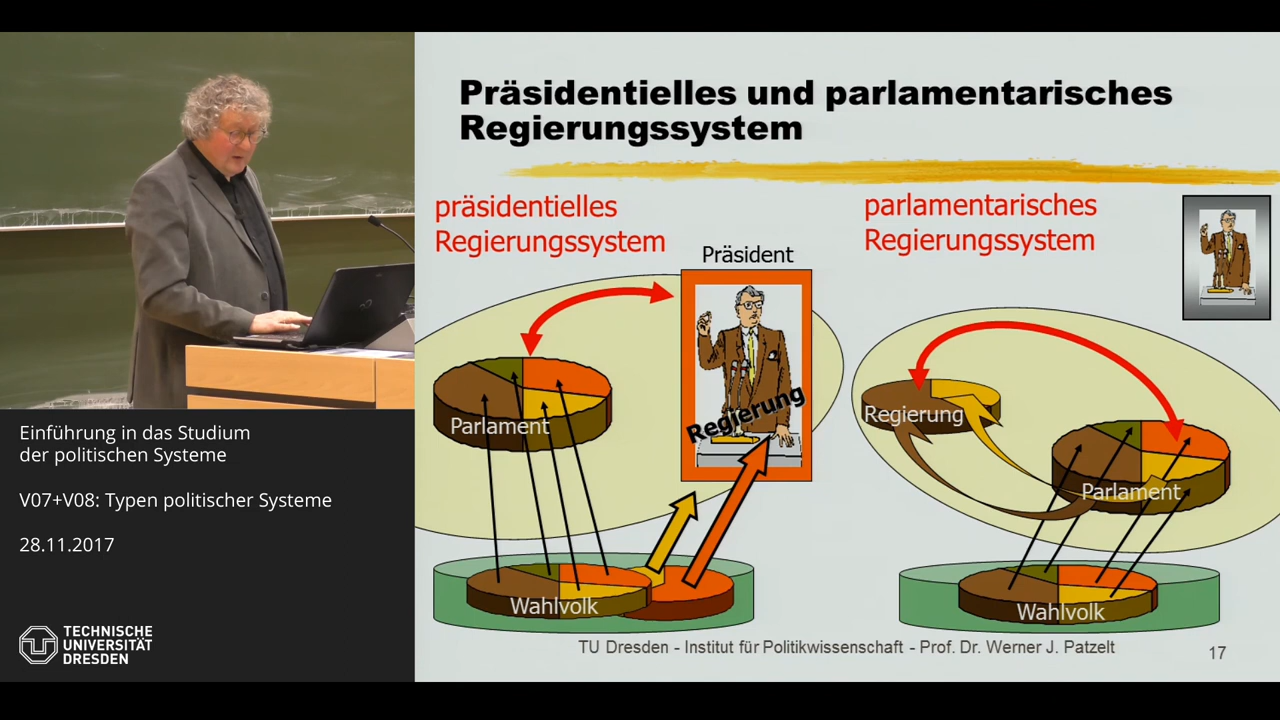 Präsidentielles und parlamentarisches
Regierungssystem
präsidentielles
Regierungssystem
parlamentarisches
Regierungssystem
Präsident
Regierung
Parlament
Regierung
Parlament
Wahlvolk
Wahlvolk
TU Dresden - Institut für Politikwissenschaft - Prof. Dr. Werner J. Patzelt
17
Einführung in das Studium
der politischen Systeme
V07+V08: Typen politischer Systeme
28.11.2017
TECHNISCHE
UNIVERSITÄT
DRESDEN